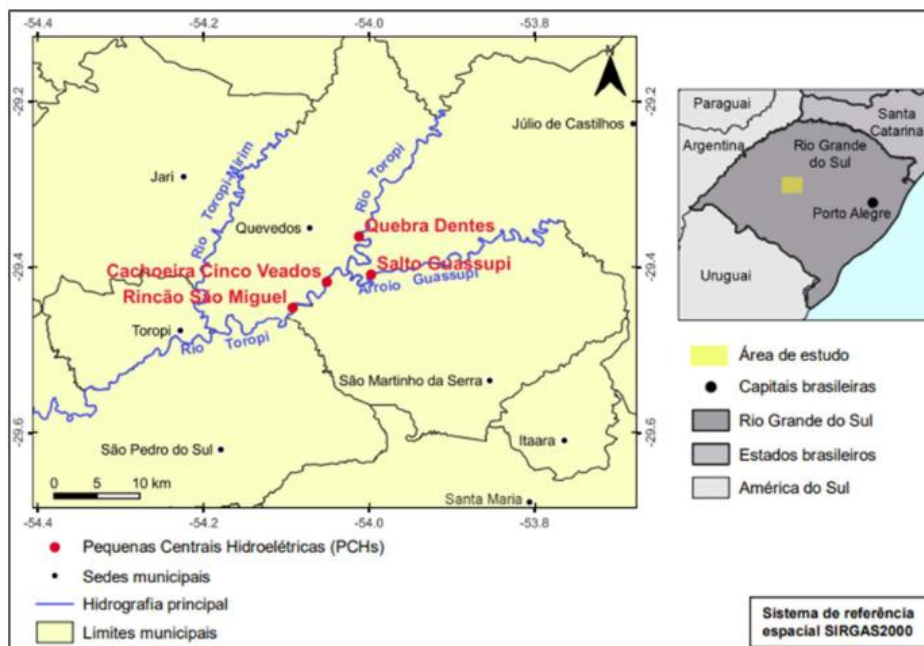 -54.4
-54.2
-54.0
-53.8
-29.2
-29.2
Júlio de Castilhos
Jari
Rio Toropi-Mirim
Rio Toropi
Quevedos
Quebra Dentes
-29.4
-29.4
Cachoeira Cinco Veados
Salto Guassupi
Arroio Guassupi
Rincão São Miguel
Toropi
Rio Toropi
São Martinho da Serra
-29.6
-29.6
São Pedro do Sul
Itaara
0 5 10 km
Santa Maria
-54.4
-54.2
-54.0
-53.8
Pequenas Centrais Hidroelétricas (PCHs)
Sedes municipais
Hidrografia principal
Limites municipais
Paraguai
Santa
Catarina
Argentina
Rio Grande
do Sul
Porto Alegre
Uruguai
Área de estudo
Capitais brasileiras
Rio Grande do Sul
Estados brasileiros
América do Sul
Sistema de referência
espacial SIRGAS2000